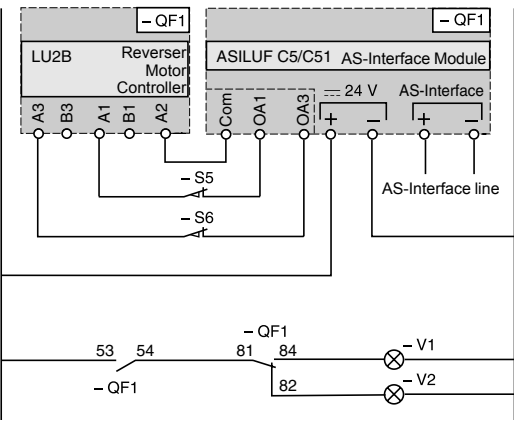 – QF1
– QF1
LU2B
Reverser
Motor
Controller
ASILUF C5/C51
AS-Interface Module
A3
B3
A1
B1
A2
Com
OA1
OA3
24 V
AS-Interface
+
–
+
–
AS-Interface line
– S5
– S6
– QF1
53
54
81
84
– V1
– QF1
82
– V2